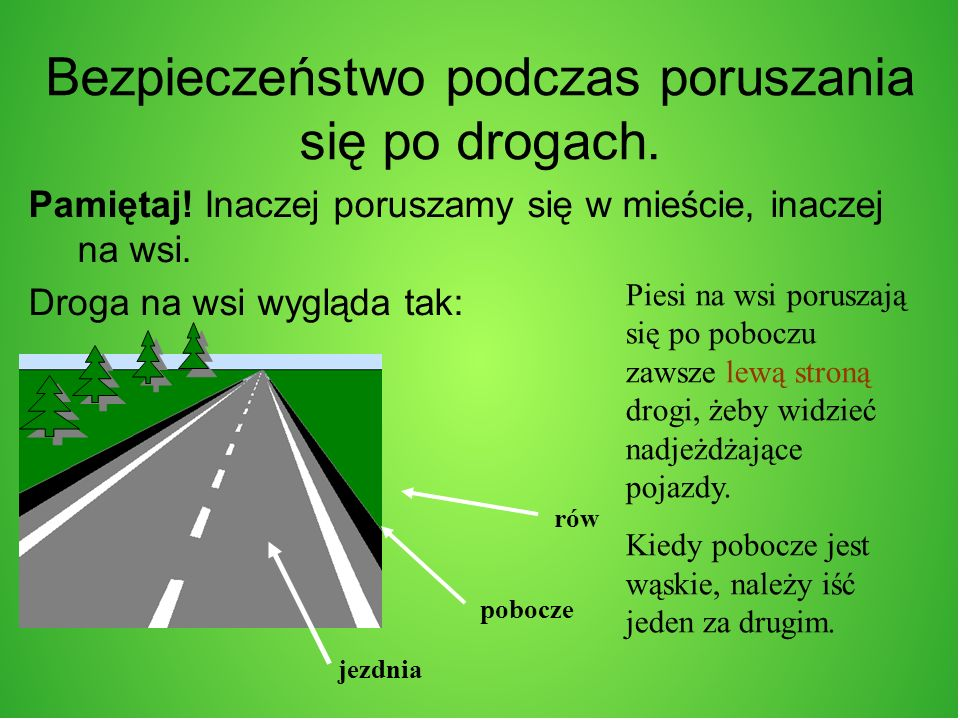 Bezpieczeństwo podczas poruszania
się po drogach.
Pamiętaj! Inaczej poruszamy się w mieście, inaczej
na wsi.
Droga na wsi wygląda tak:
Piesi na wsi poruszają
się po poboczu
zawsze lewą stroną
drogi, żeby widzieć
nadjeżdżające
pojazdy.
Kiedy pobocze jest
wąskie, należy iść
jeden za drugim.
rów
pobocze
jezdnia